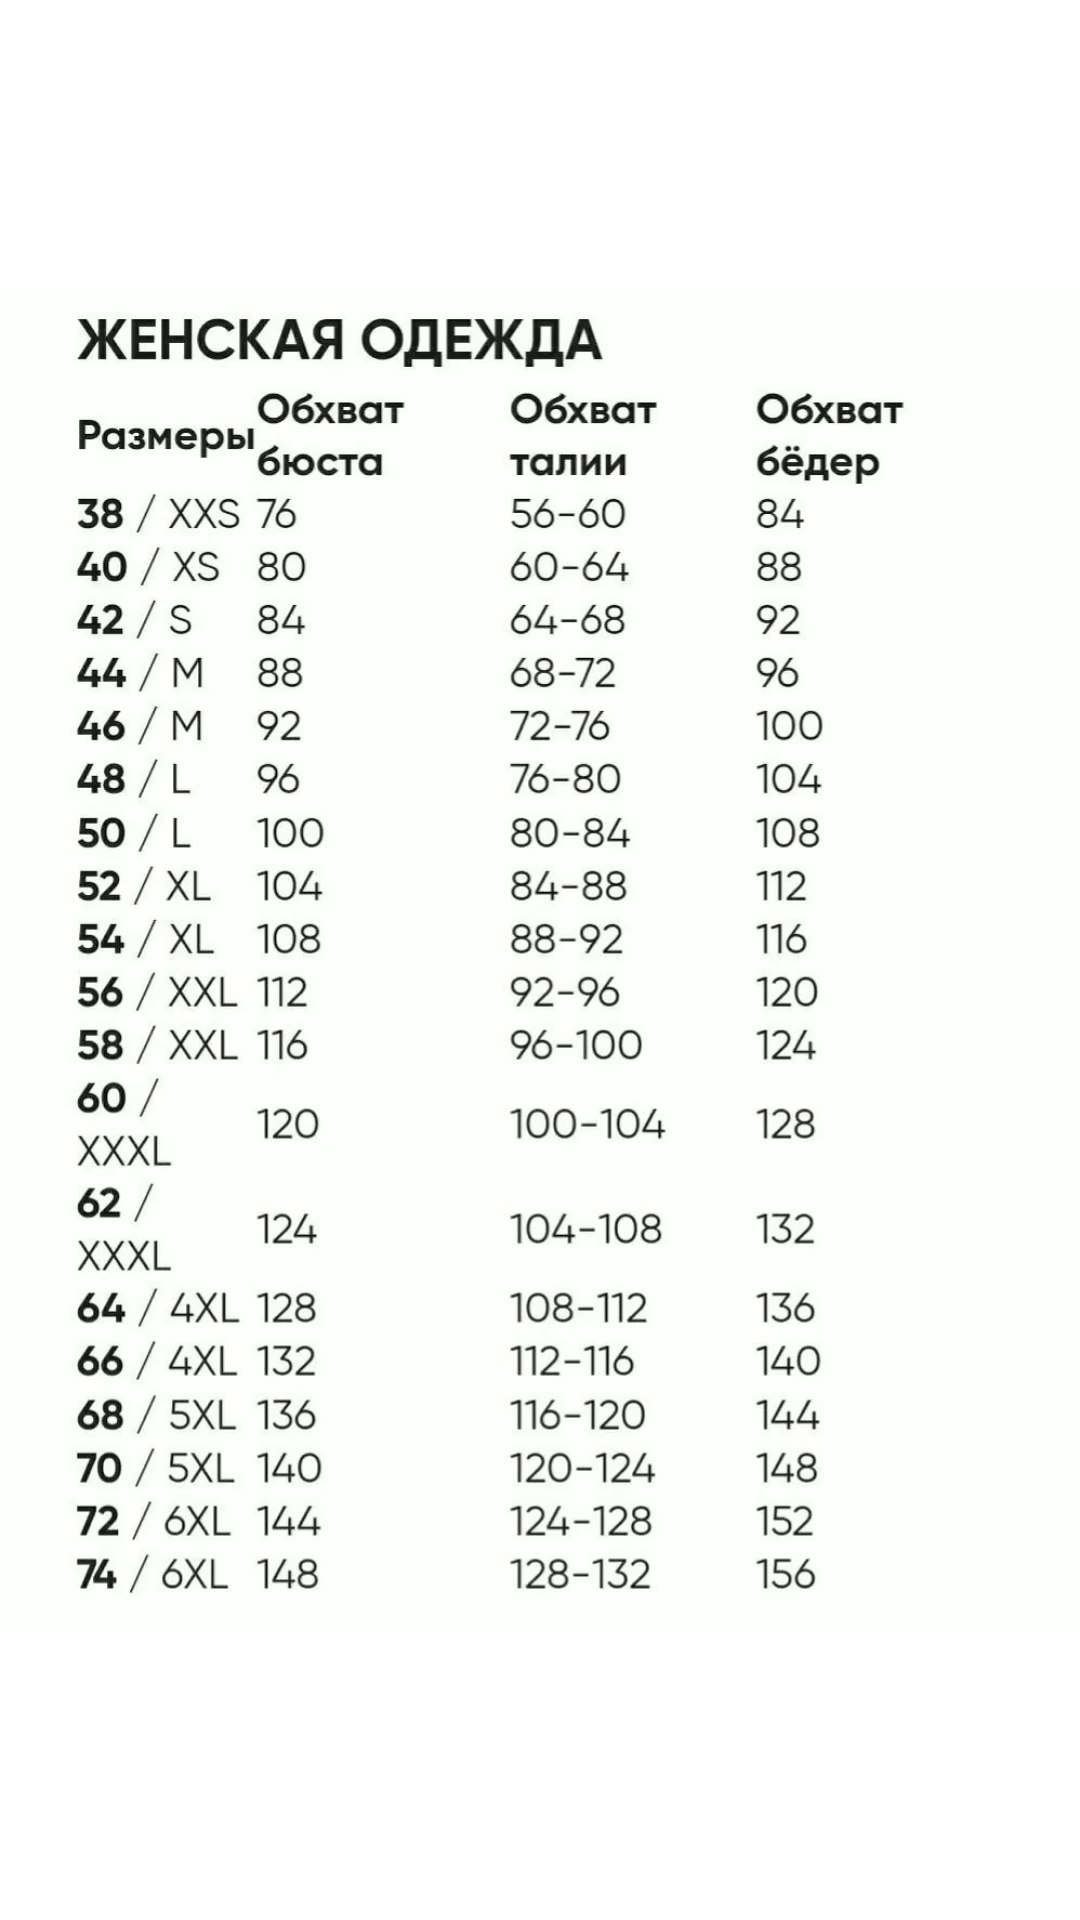 ЖЕНСКАЯ ОДЕЖДА
Размеры Обхват бюста Обхват талии Обхват бёдер
38 / XXS 76 56-60 84
40 / XS 80 60-64 88
42 / S 84 64-68 92
44 / M 88 68-72 96
46 / M 92 72-76 100
48 / L 96 76-80 104
50 / L 100 80-84 108
52 / XL 104 84-88 112
54 / XL 108 88-92 116
56 / XXL 112 92-96 120
58 / XXL 116 96-100 124
60 / XXXL 120 100-104 128
62 / XXXL 124 104-108 132
64 / 4XL 128 108-112 136
66 / 4XL 132 112-116 140
68 / 5XL 136 116-120 144
70 / 5XL 140 120-124 148
72 / 6XL 144 124-128 152
74 / 6XL 148 128-132 156